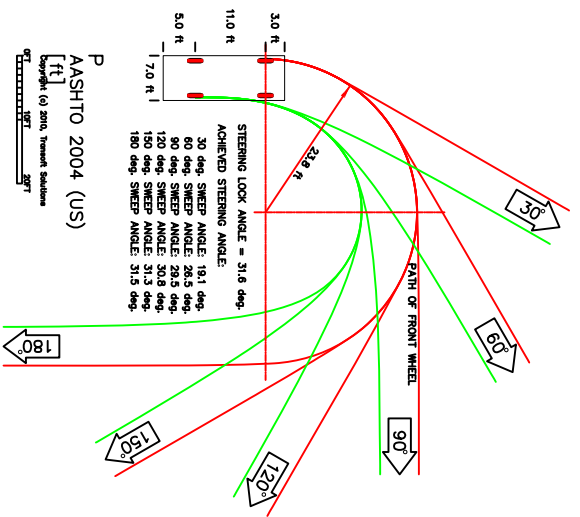 5.0 ft
11.0 ft
3.0 ft
7.0 ft
23.8 ft
STEERING LOCK ANGLE = 31.6 deg.
ACHIEVED STEERING ANGLE:
30 deg. SWEEP ANGLE: 19.1 deg.
60 deg. SWEEP ANGLE: 26.5 deg.
90 deg. SWEEP ANGLE: 29.5 deg.
120 deg. SWEEP ANGLE: 30.8 deg.
150 deg. SWEEP ANGLE: 31.3 deg.
180 deg. SWEEP ANGLE: 31.5 deg.
PATH OF FRONT WHEEL
30°
60°
90°
120°
150°
180°
P
AASHTO 2004 (US)
[ft]
Copyright (c) 2010, Transoft Solutions
0FT 10FT 20FT